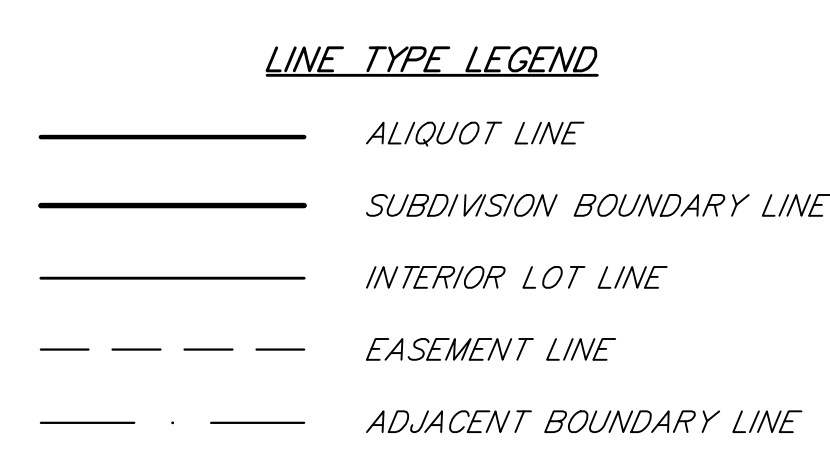 LINE TYPE LEGEND
ALIQUOT LINE
SUBDIVISION BOUNDARY LINE
INTERIOR LOT LINE
EASEMENT LINE
ADJACENT BOUNDARY LINE